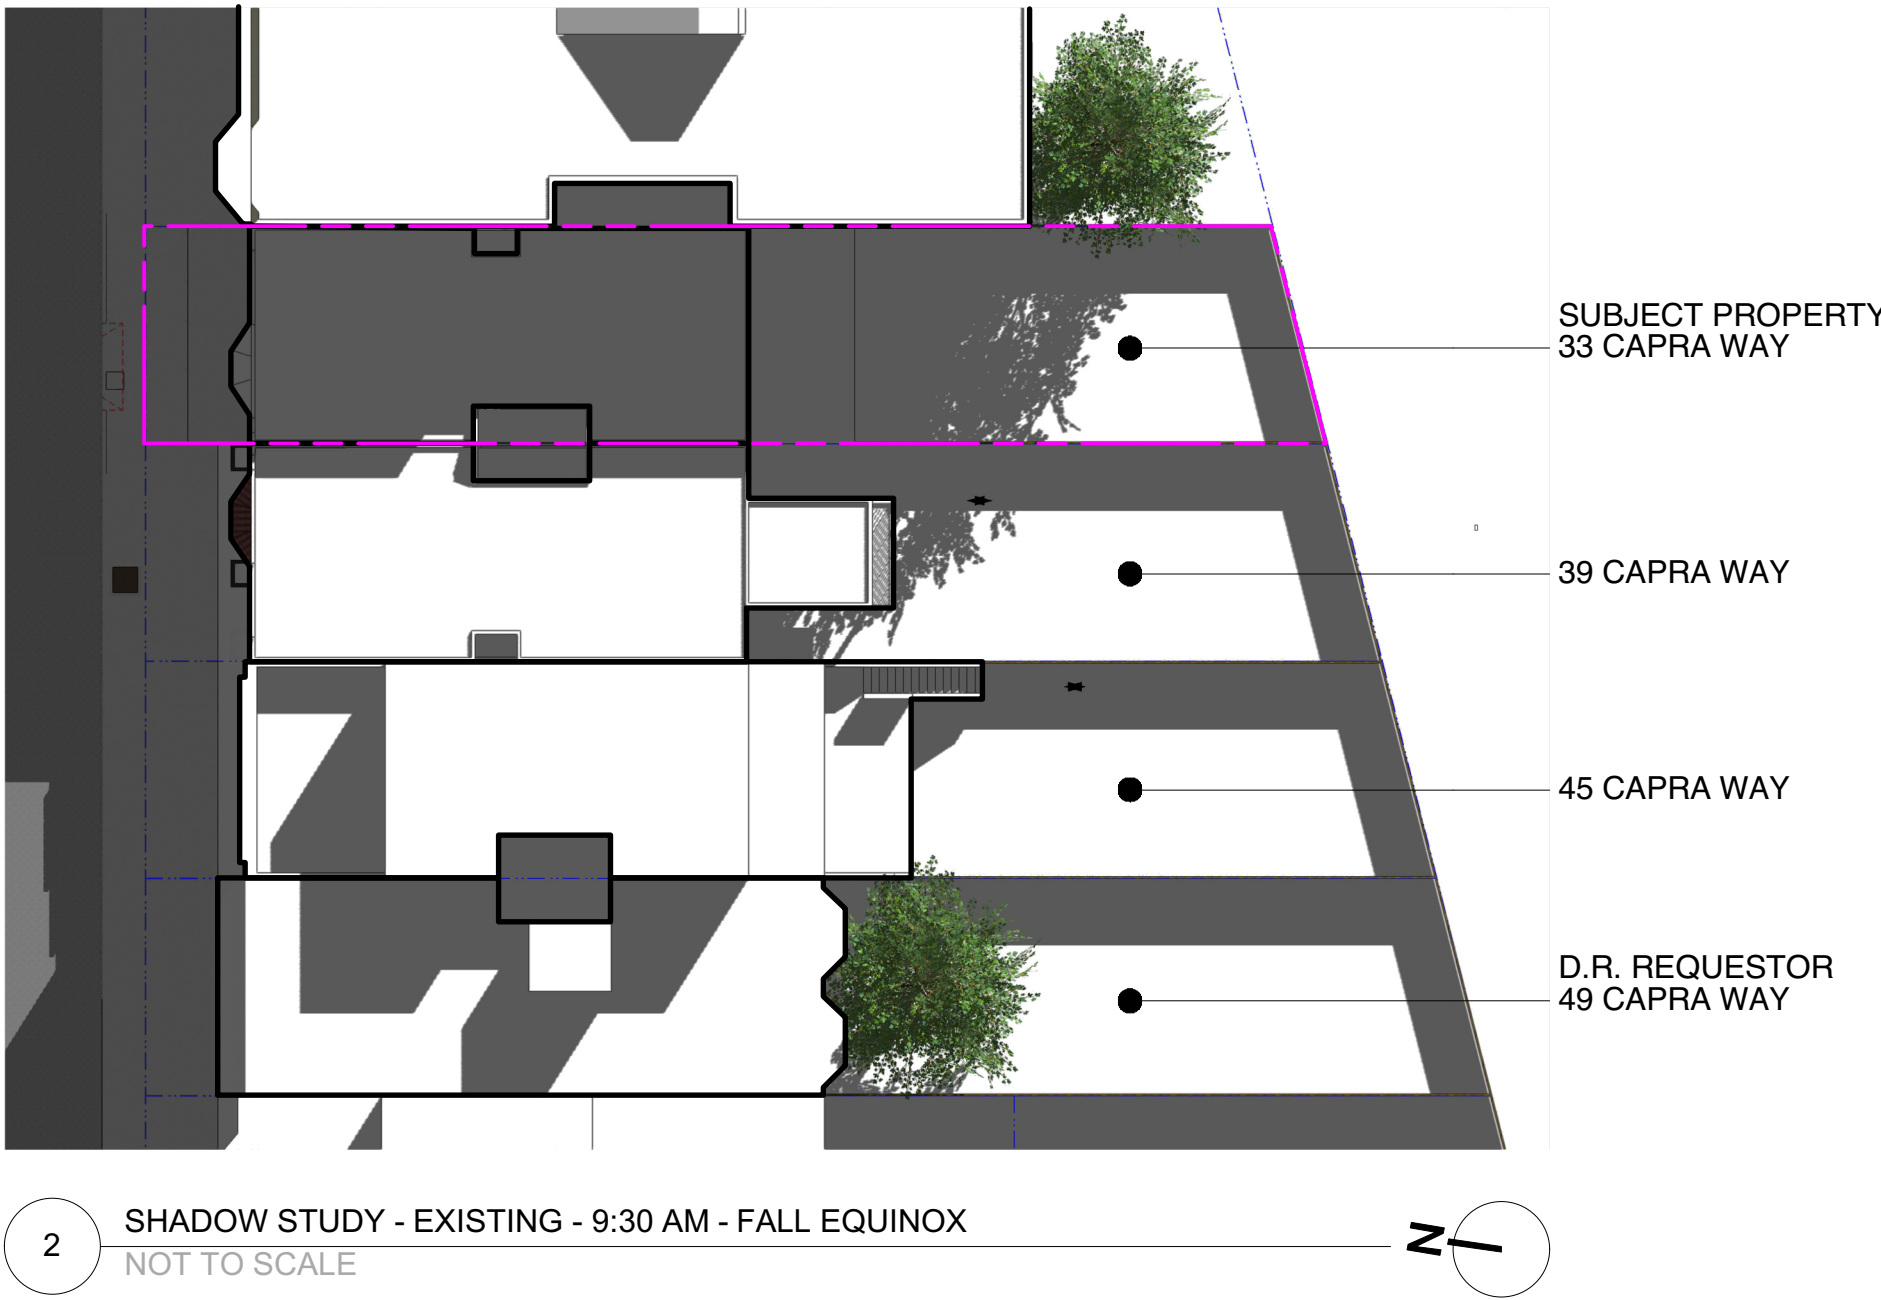 SUBJECT PROPERTY
33 CAPRA WAY
39 CAPRA WAY
45 CAPRA WAY
D.R. REQUESTOR
49 CAPRA WAY
2
SHADOW STUDY - EXISTING - 9:30 AM - FALL EQUINOX
NOT TO SCALE
N